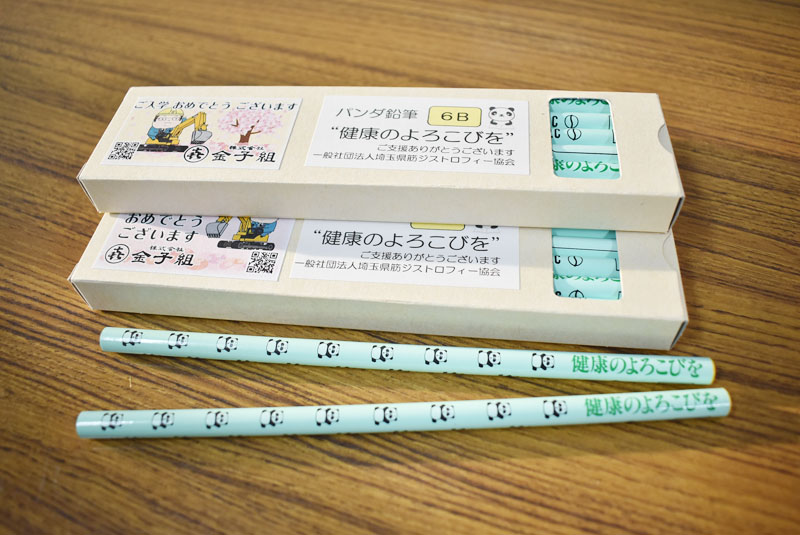 ご入学 おめでとう ございます
株式会社
金子組
パンダ鉛筆 6B
“健康のよろこびを”
ご支援ありがとうございます
一般社団法人埼玉県筋ジストロフィー協会
健康のよろこ
おめでとう
ございます
株式会社
金子組
“健康のよろこびを”
ご支援ありがとうございます
一般社団法人埼玉県筋ジストロフィー協会
健康のよろこびを
健康のよろこびを